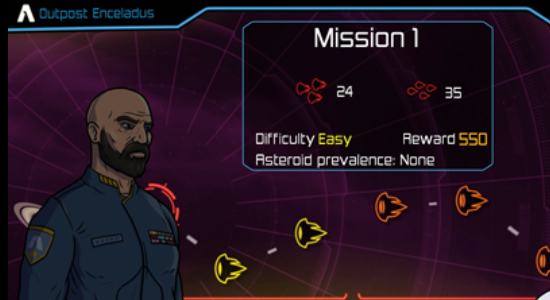 Outpost Enceladus
Mission 1
24 35
Difficulty Easy Reward 550
Asteroid prevalence: None